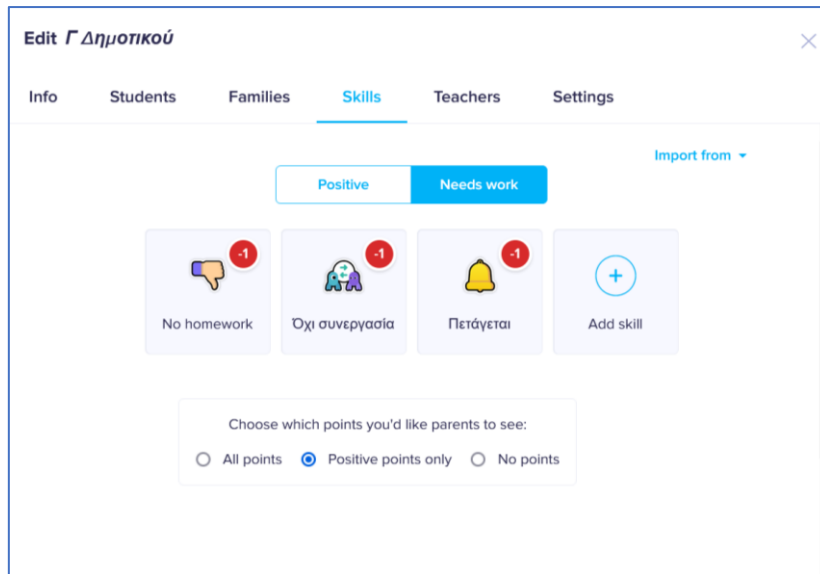 Edit Γ Δημοτικού
Info Students Families Skills Teachers Settings
Import from
Positive Needs work
-1 -1 -1
No homework Όχι συνεργασία Πετάγεται Add skill
Choose which points you'd like parents to see:
All points Positive points only No points